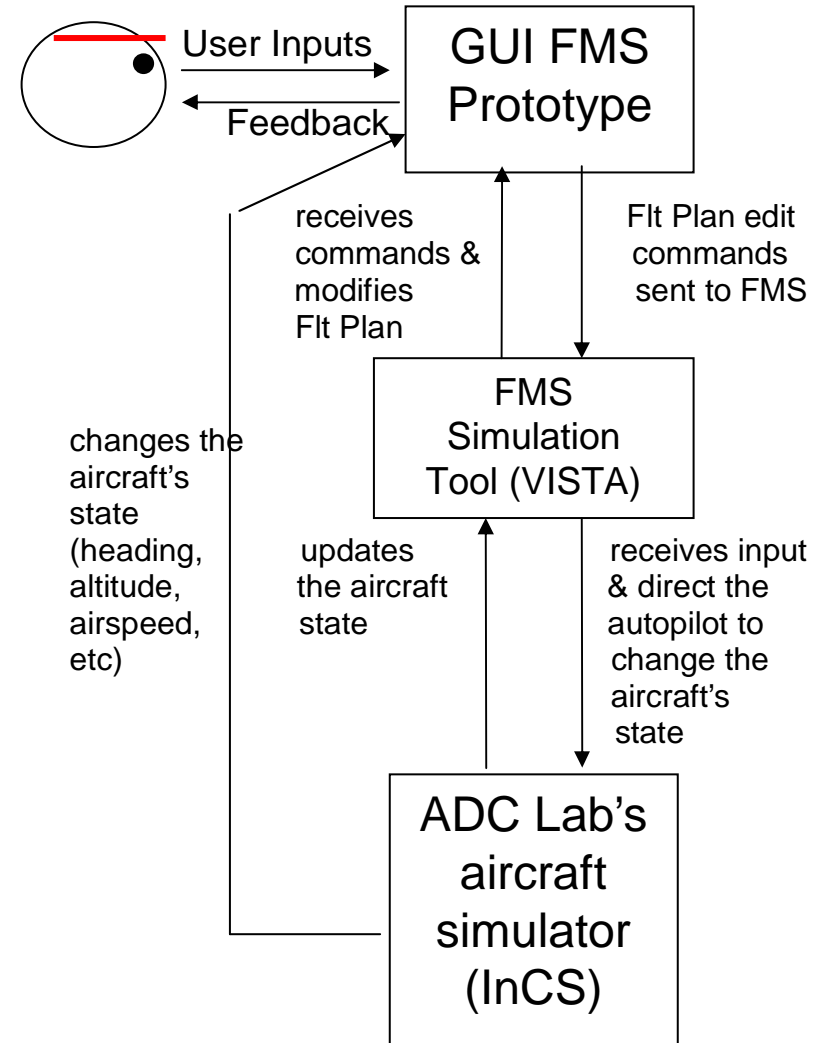 User Inputs
Feedback
GUI FMS
Prototype
receives
commands &
modifies
Flt Plan
Flt Plan edit
commands
sent to FMS
FMS
Simulation
Tool (VISTA)
changes the
aircraft's
state
(heading,
altitude,
airspeed,
etc)
updates
the aircraft
state
receives input
& direct the
autopilot to
change the
aircraft's
state
ADC Lab's
aircraft
simulator
(InCS)